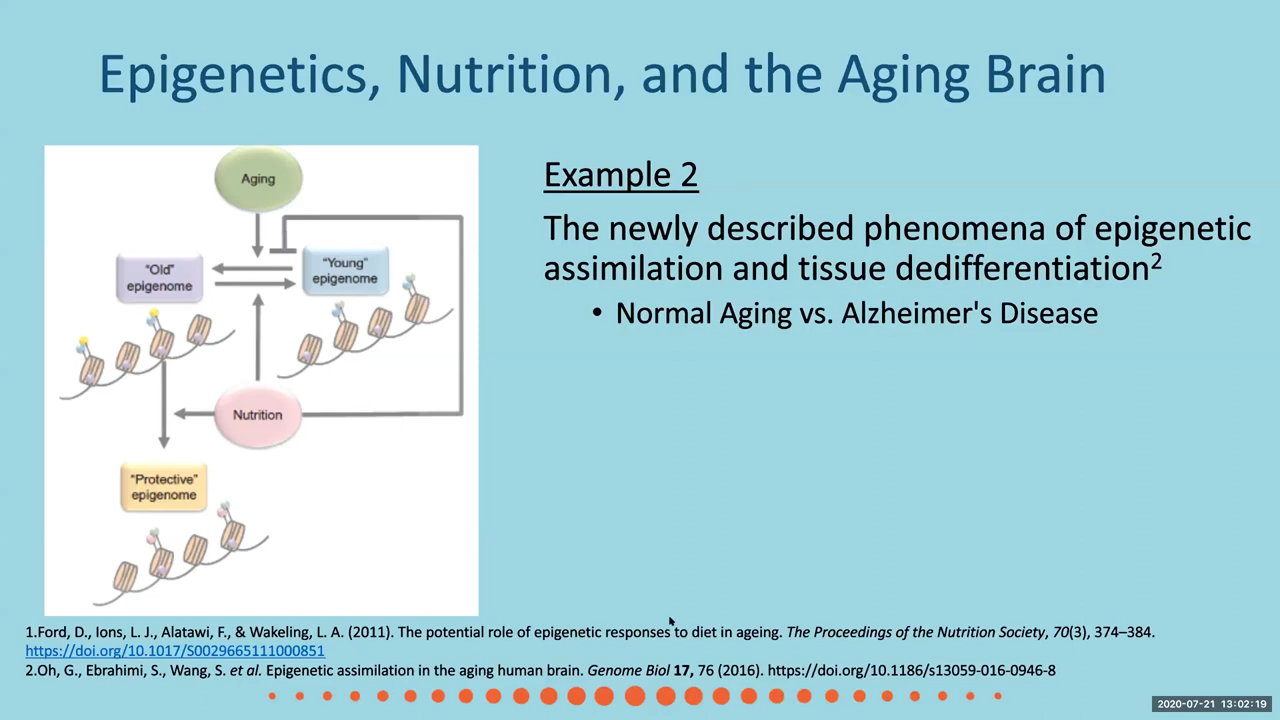 Epigenetics, Nutrition, and the Aging Brain
Aging
"Old"
epigenome
"Young"
epigenome
Nutrition
"Protective"
epigenome
Example 2
The newly described phenomena of epigenetic
assimilation and tissue dedifferentiation2
• Normal Aging vs. Alzheimer's Disease
1.Ford, D., Ions, L. J., Alatawi, F., & Wakeling, L. A. (2011). The potential role of epigenetic responses to diet in ageing. The Proceedings of the Nutrition Society, 70(3), 374–384.
https://doi.org/10.1017/S0029665111000851
2.Oh, G., Ebrahimi, S., Wang, S. et al. Epigenetic assimilation in the aging human brain. Genome Biol 17, 76 (2016). https://doi.org/10.1186/s13059-016-0946-8
2020-07-21 13:02:19